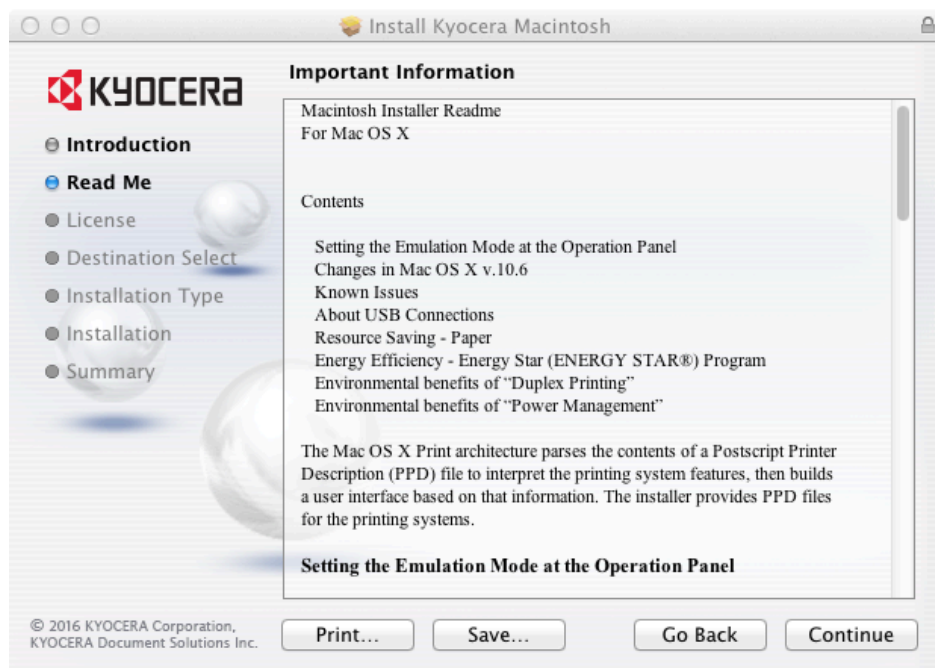 Install Kyocera Macintosh
KYOCERA
Introduction
Read Me
License
Destination Select
Installation Type
Installation
Summary
Important Information
Macintosh Installer Readme
For Mac OS X
Contents
Setting the Emulation Mode at the Operation Panel
Changes in Mac OS X v.10.6
Known Issues
About USB Connections
Resource Saving - Paper
Energy Efficiency - Energy Star (ENERGY STAR®) Program
Environmental benefits of “Duplex Printing”
Environmental benefits of “Power Management”
The Mac OS X Print architecture parses the contents of a Postscript Printer
Description (PPD) file to interpret the printing system features, then builds
a user interface based on that information. The installer provides PPD files
for the printing systems.
Setting the Emulation Mode at the Operation Panel
© 2016 KYOCERA Corporation,
KYOCERA Document Solutions Inc.
Print... Save... Go Back Continue